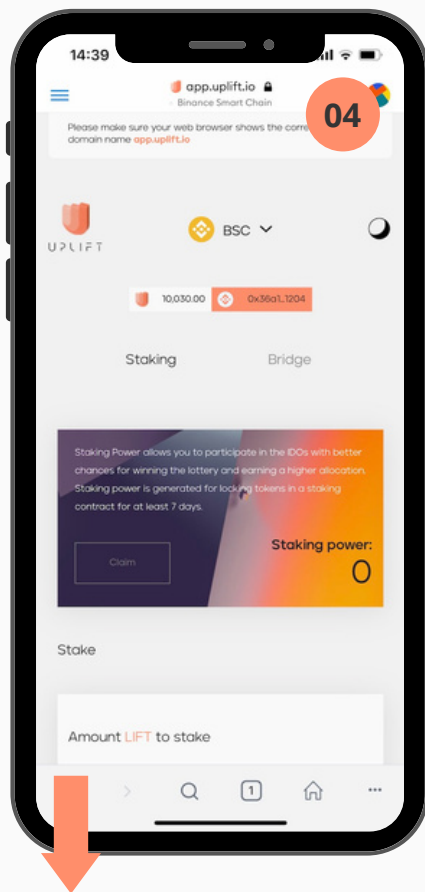 14:39
app.uplift.io
Binance Smart Chain
04
Please make sure your web browser shows the
domain name app.uplift.io
UPLIFT
BSC
10,030.00
0x36a1...1204
Staking
Bridge
Staking Power allows you to participate in the IDOs with better
chances for winning the lottery and earning a higher allocation.
Staking power is generated for locking tokens in a staking
contract for at least 7 days.
Claim
Staking power:
0
Stake
Amount LIFT to stake
1